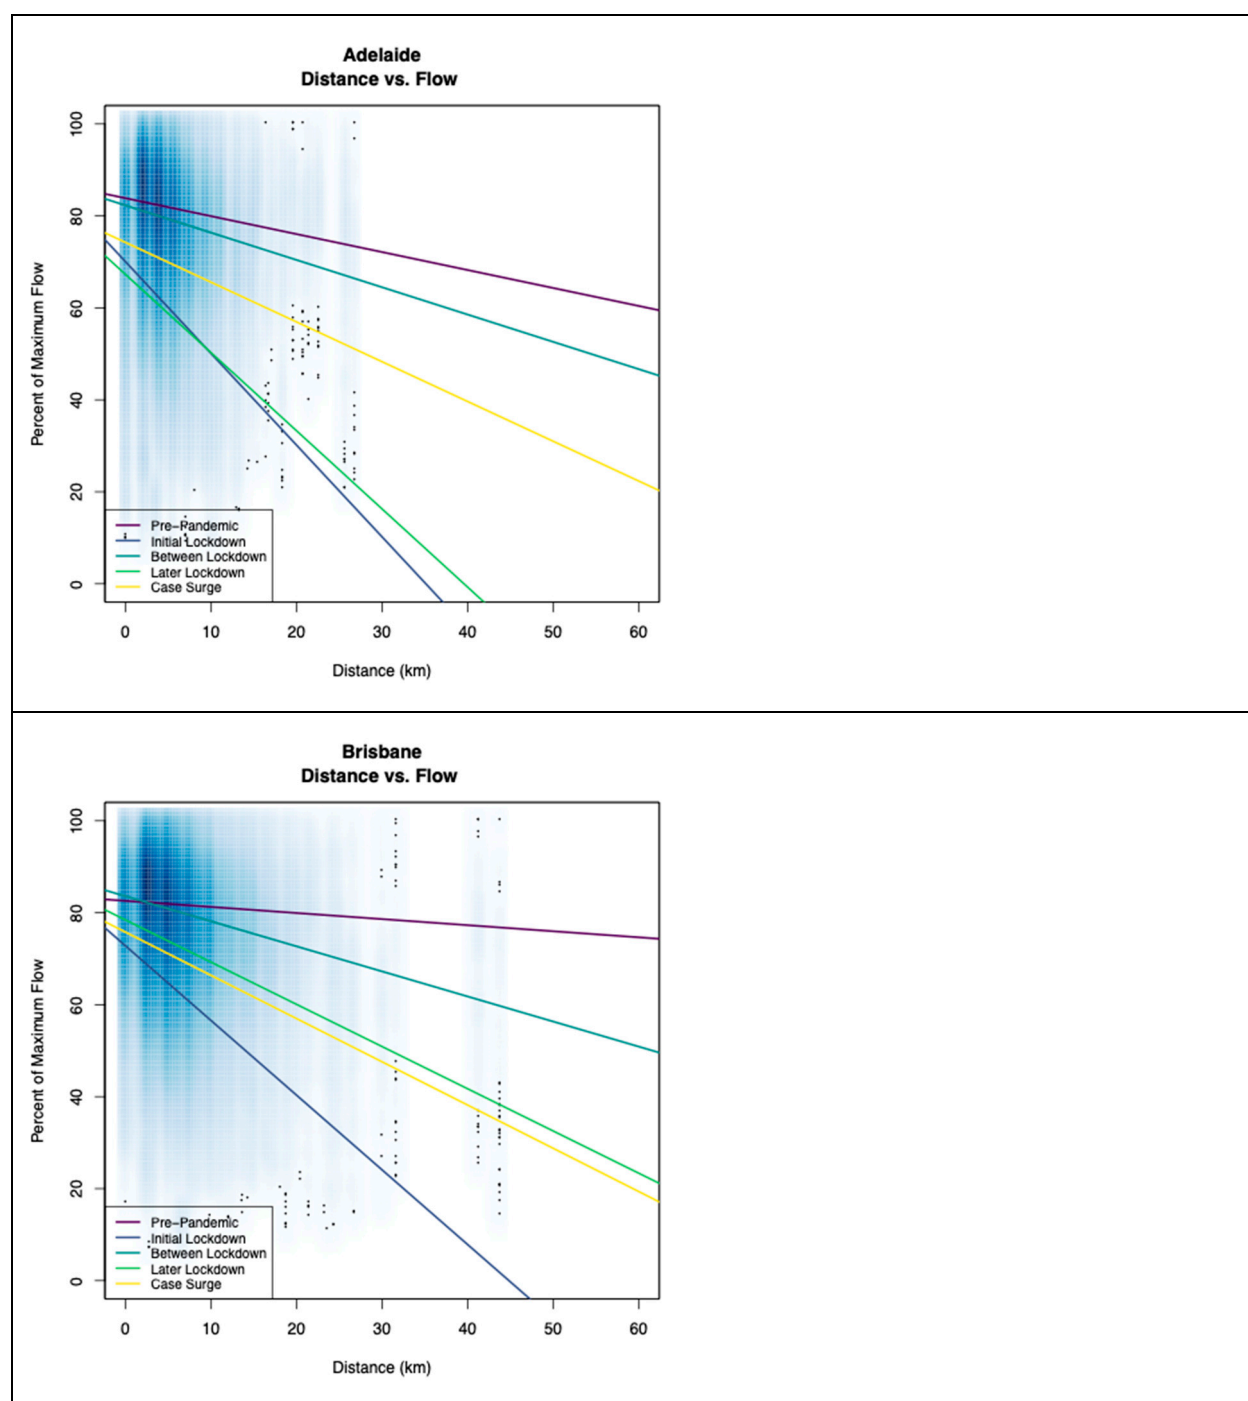 Adelaide
Distance vs. Flow
Percent of Maximum Flow
100
80
60
40
20
0
Pre-Pandemic
Initial Lockdown
Between Lockdown
Later Lockdown
Case Surge
0 10 20 30 40 50 60
Distance (km)
Brisbane
Distance vs. Flow
Percent of Maximum Flow
100
80
60
40
20
0
Pre-Pandemic
Initial Lockdown
Between Lockdown
Later Lockdown
Case Surge
0 10 20 30 40 50 60
Distance (km)